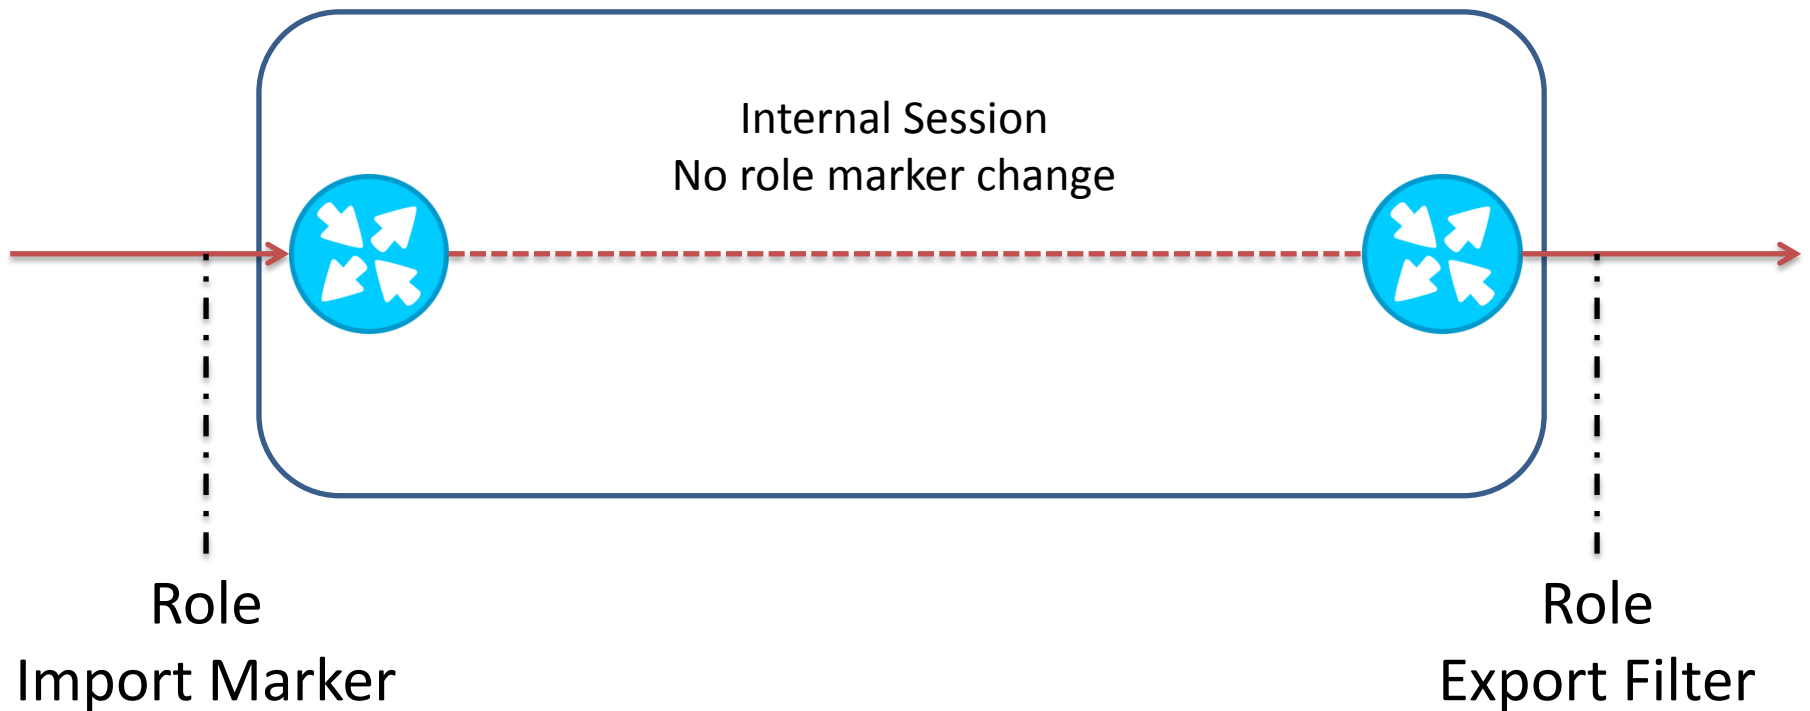 Internal Session
No role marker change
Role
Import Marker
Role
Export Filter